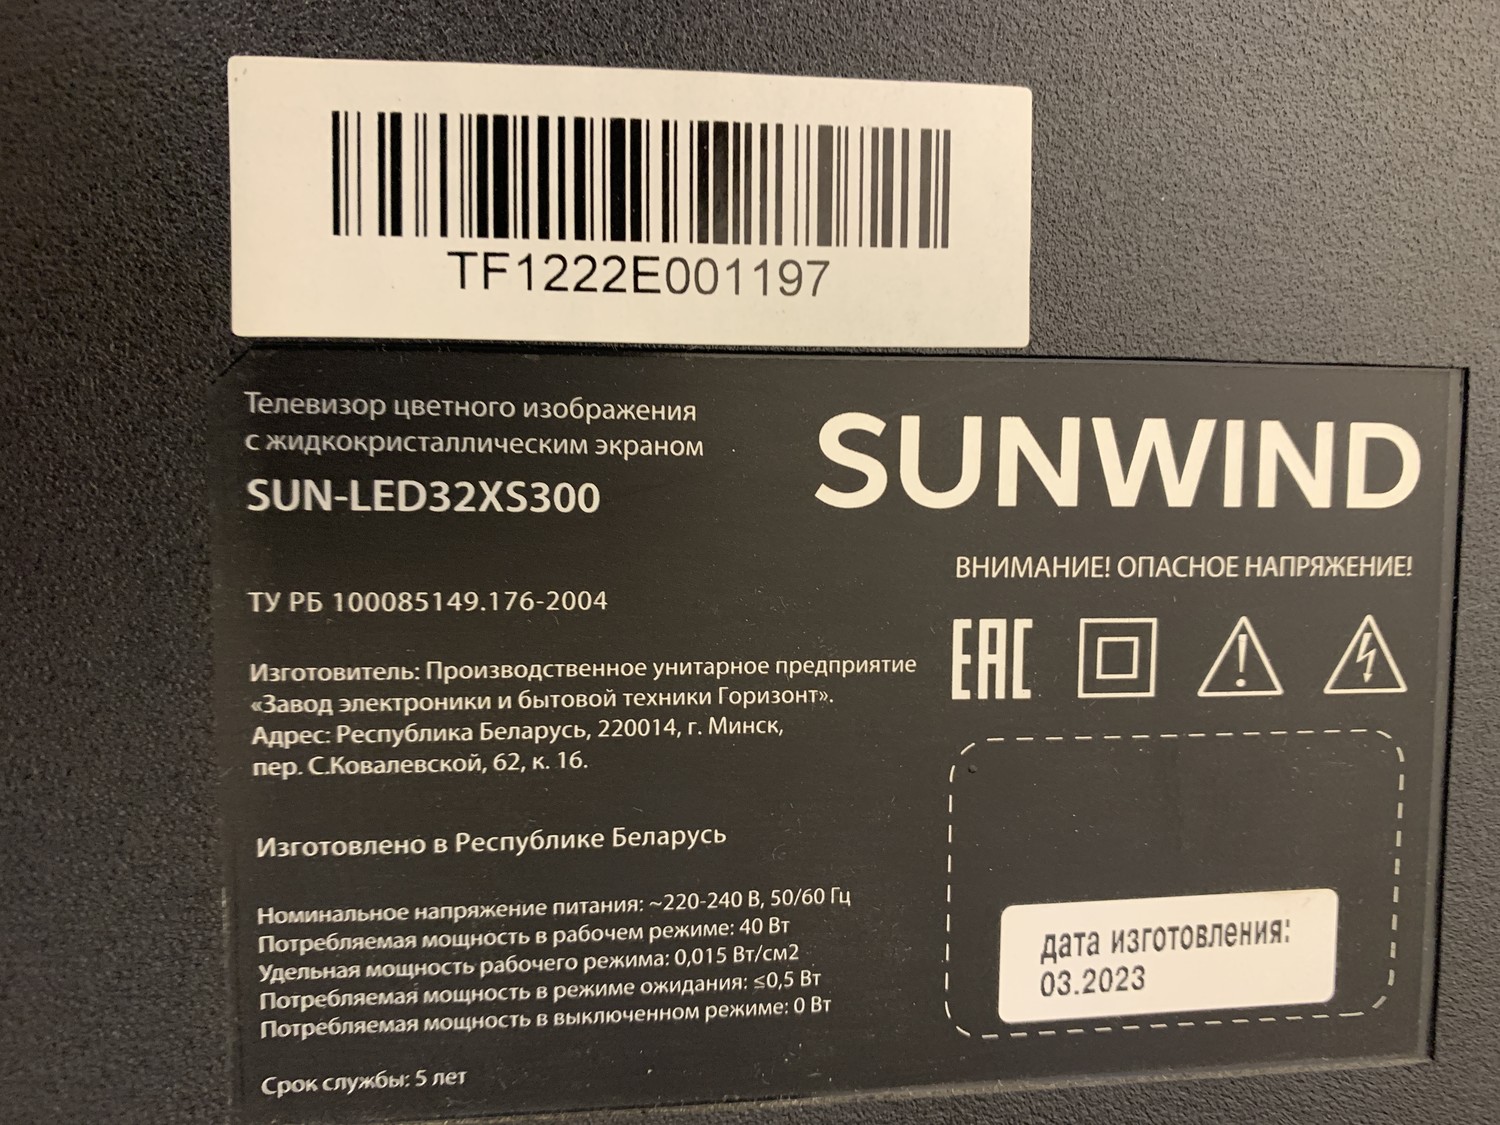 TF1222E001197
Телевизор цветного изображения
с жидкокристаллическим экраном
SUN-LED32XS300
SUNWIND
ВНИМАНИЕ! ОПАСНОЕ НАПРЯЖЕНИЕ!
EAC
ТУ РБ 100085149.176-2004
Изготовитель: Производственное унитарное предприятие
«Завод электроники и бытовой техники Горизонт».
Адрес: Республика Беларусь, 220014, г. Минск,
пер. С.Ковалевской, 62, к. 16.
Изготовлено в Республике Беларусь
Номинальное напряжение питания: ~220-240 В, 50/60 Гц
Потребляемая мощность в рабочем режиме: 40 Вт
Удельная мощность рабочего режима: 0,015 Вт/см2
Потребляемая мощность в режиме ожидания: ≤0,5 Вт
Потребляемая мощность в выключенном режиме: 0 Вт
Срок службы: 5 лет
дата изготовления:
03.2023